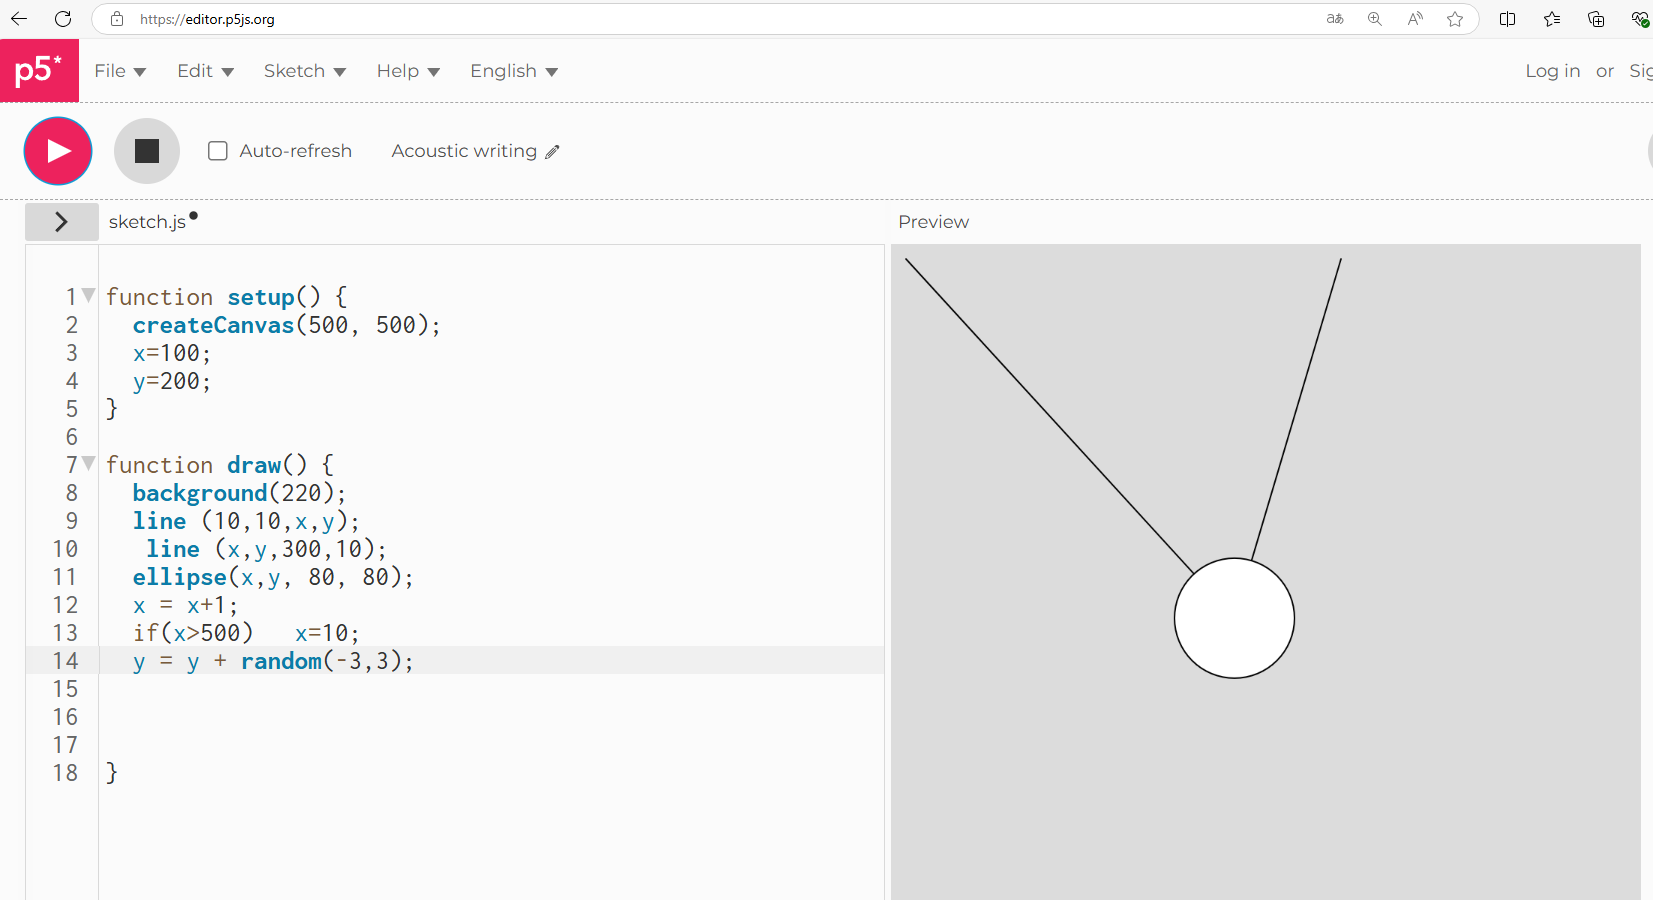 https://editor.p5js.org
aあ
A
p5* File Edit Sketch Help English Log in or Sig
Auto-refresh Acoustic writing
sketch.js
Preview
1 function setup() {
2 createCanvas(500, 500);
3 x=100;
4 y=200;
5 }
6
7 function draw() {
8 background(220);
9 line (10,10,x,y);
10 line (x,y,300,10);
11 ellipse(x,y, 80, 80);
12 x = x+1;
13 if(x>500)   x=10;
14 y = y + random(-3,3);
15
16
17
18 }